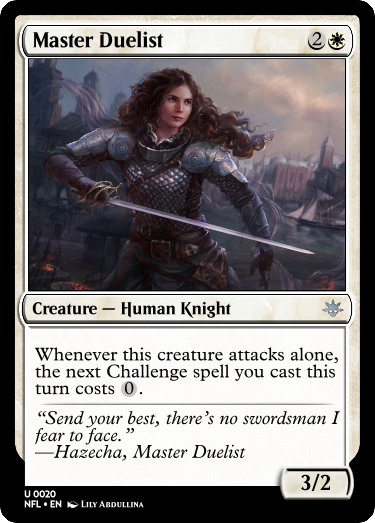 Master Duelist 2
Creature — Human Knight
Whenever this creature attacks alone,
the next Challenge spell you cast this
turn costs 0.
“Send your best, there’s no swordsman I
fear to face.”
—Hazecha, Master Duelist
3/2
U 0020
NFL • EN Lily Abdullina